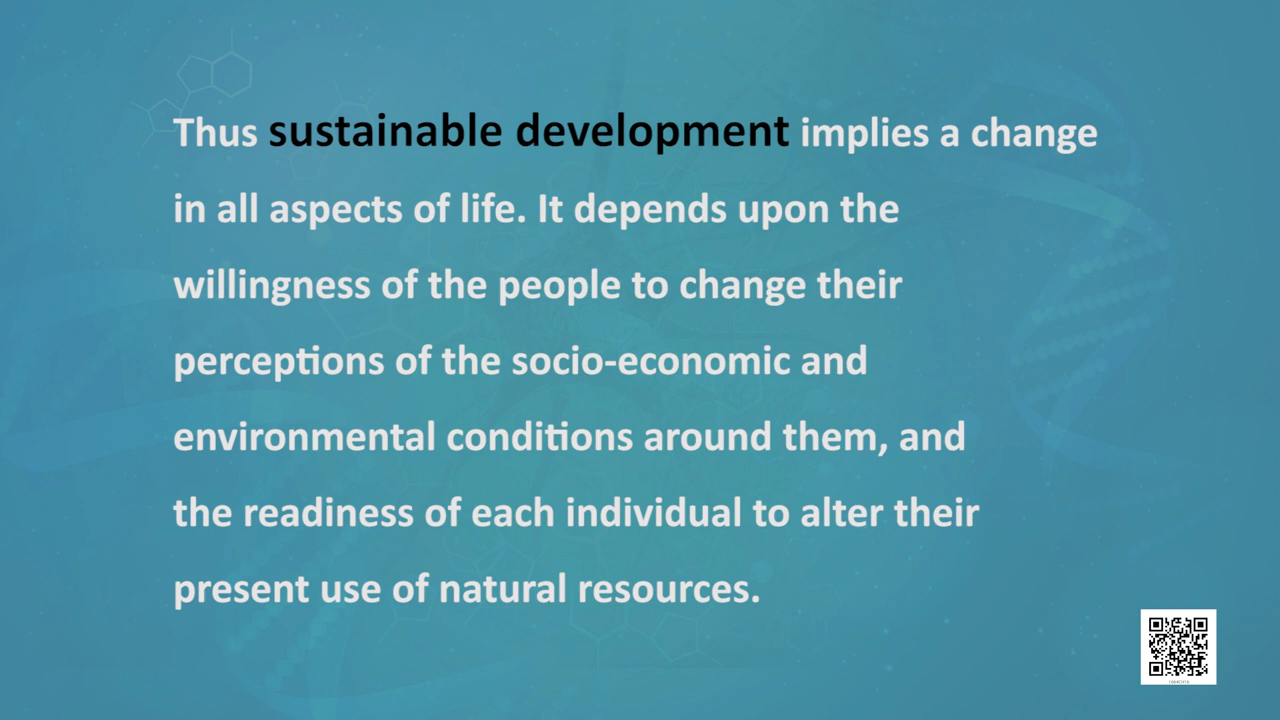 Thus sustainable development implies a change
in all aspects of life. It depends upon the
willingness of the people to change their
perceptions of the socio-economic and
environmental conditions around them, and
the readiness of each individual to alter their
present use of natural resources.